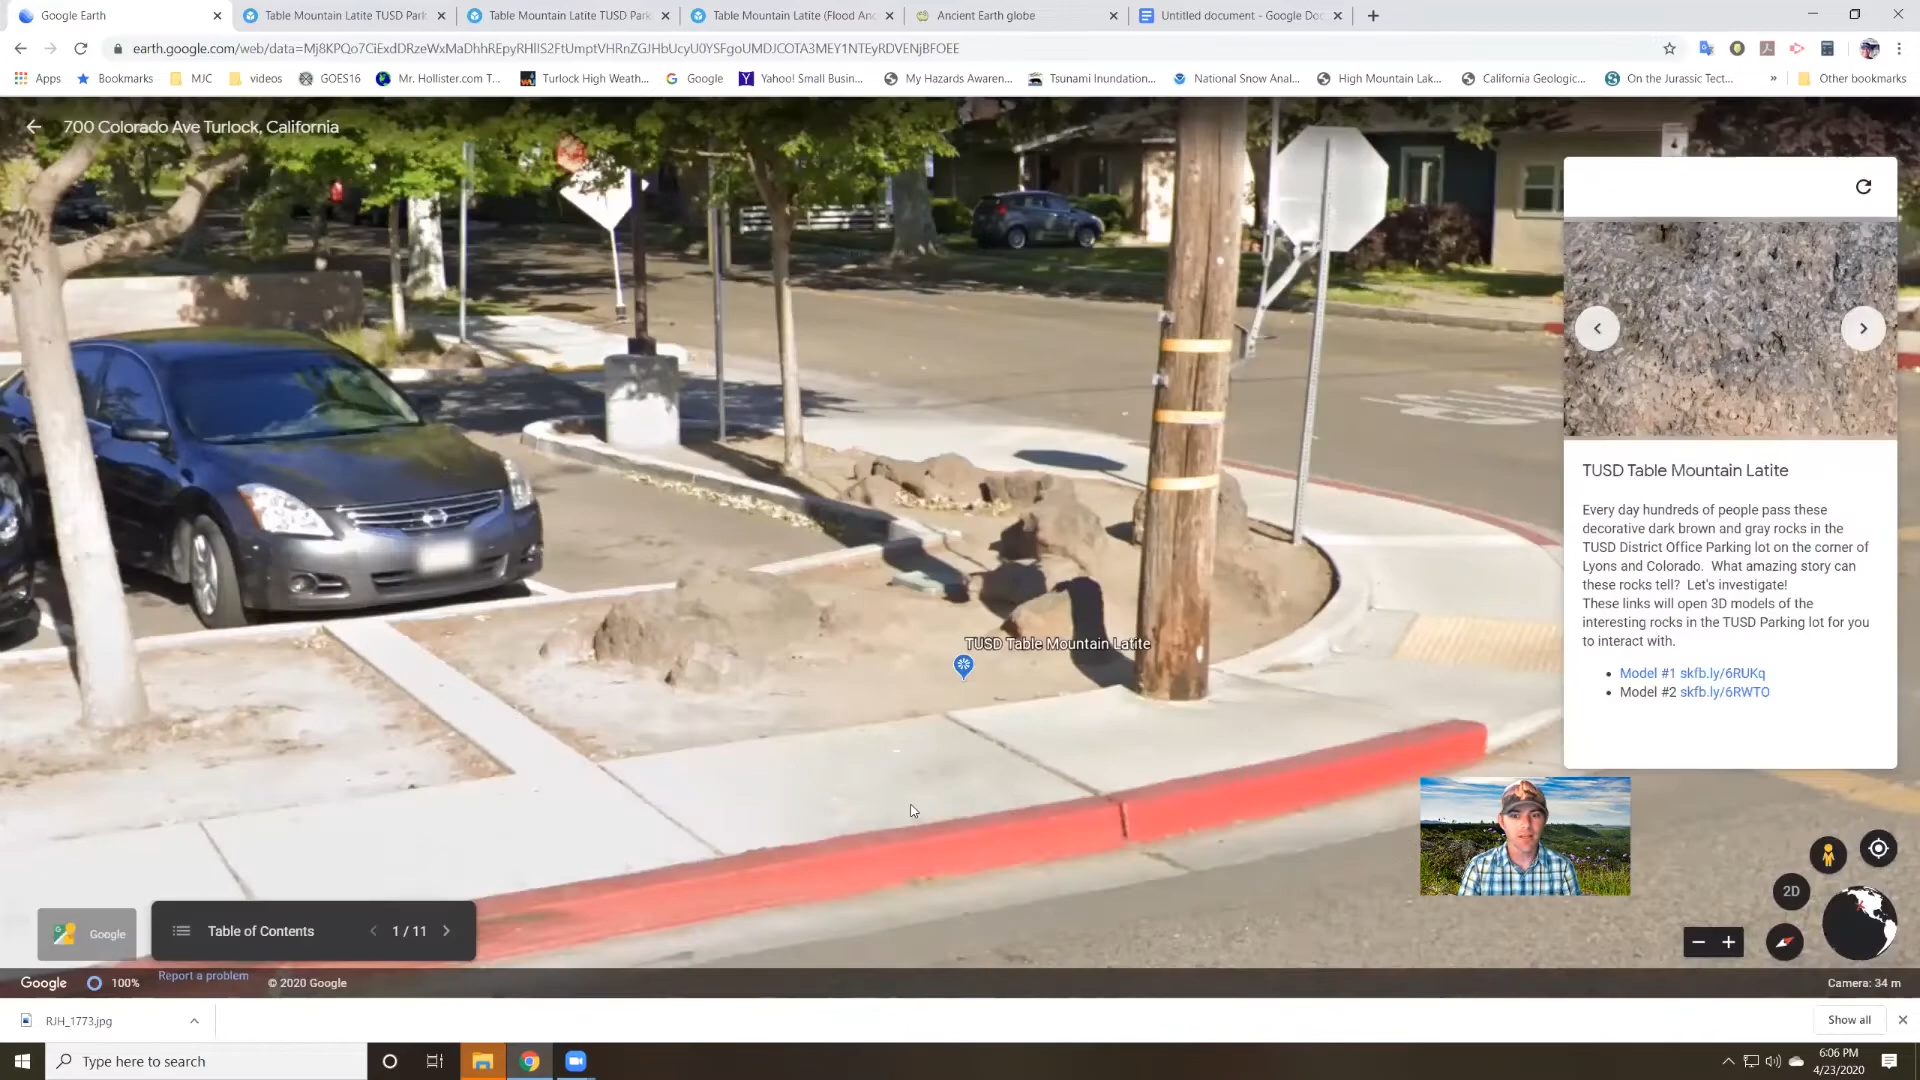 Google Earth
Table Mountain Latite TUSD Park
Table Mountain Latite TUSD Park
Table Mountain Latite (Flood Anc
Ancient Earth globe
Untitled document - Google Doc
earth.google.com/web/data=Mj8KPQo7CiExdDRzeWxMaDhhREpyRHlIS2FtUmptVHRnZGJHbUcyU0YSFgoUMDJCOTA3MEY1NTEyRDVENjBFOEE
Apps
Bookmarks
MJC
videos
GOES16
Mr. Hollister.com T...
Turlock High Weath...
Google
Yahoo! Small Busin...
My Hazards Awaren...
Tsunami Inundation...
National Snow Anal...
High Mountain Lak...
California Geologic...
On the Jurassic Tect...
Other bookmarks
700 Colorado Ave Turlock, California
TUSD Table Mountain Latite
Every day hundreds of people pass these
decorative dark brown and gray rocks in the
TUSD District Office Parking lot on the corner of
Lyons and Colorado. What amazing story can
these rocks tell? Let's investigate!
These links will open 3D models of the
interesting rocks in the TUSD Parking lot for you
to interact with.
• Model #1 skfb.ly/6RUKq
• Model #2 skfb.ly/6RWTO
TUSD Table Mountain Latite
2D
Google
Table of Contents
1 / 11
Google
100%
Report a problem
© 2020 Google
Camera: 34 m
RJH_1773.jpg
Show all
Type here to search
6:06 PM
4/23/2020